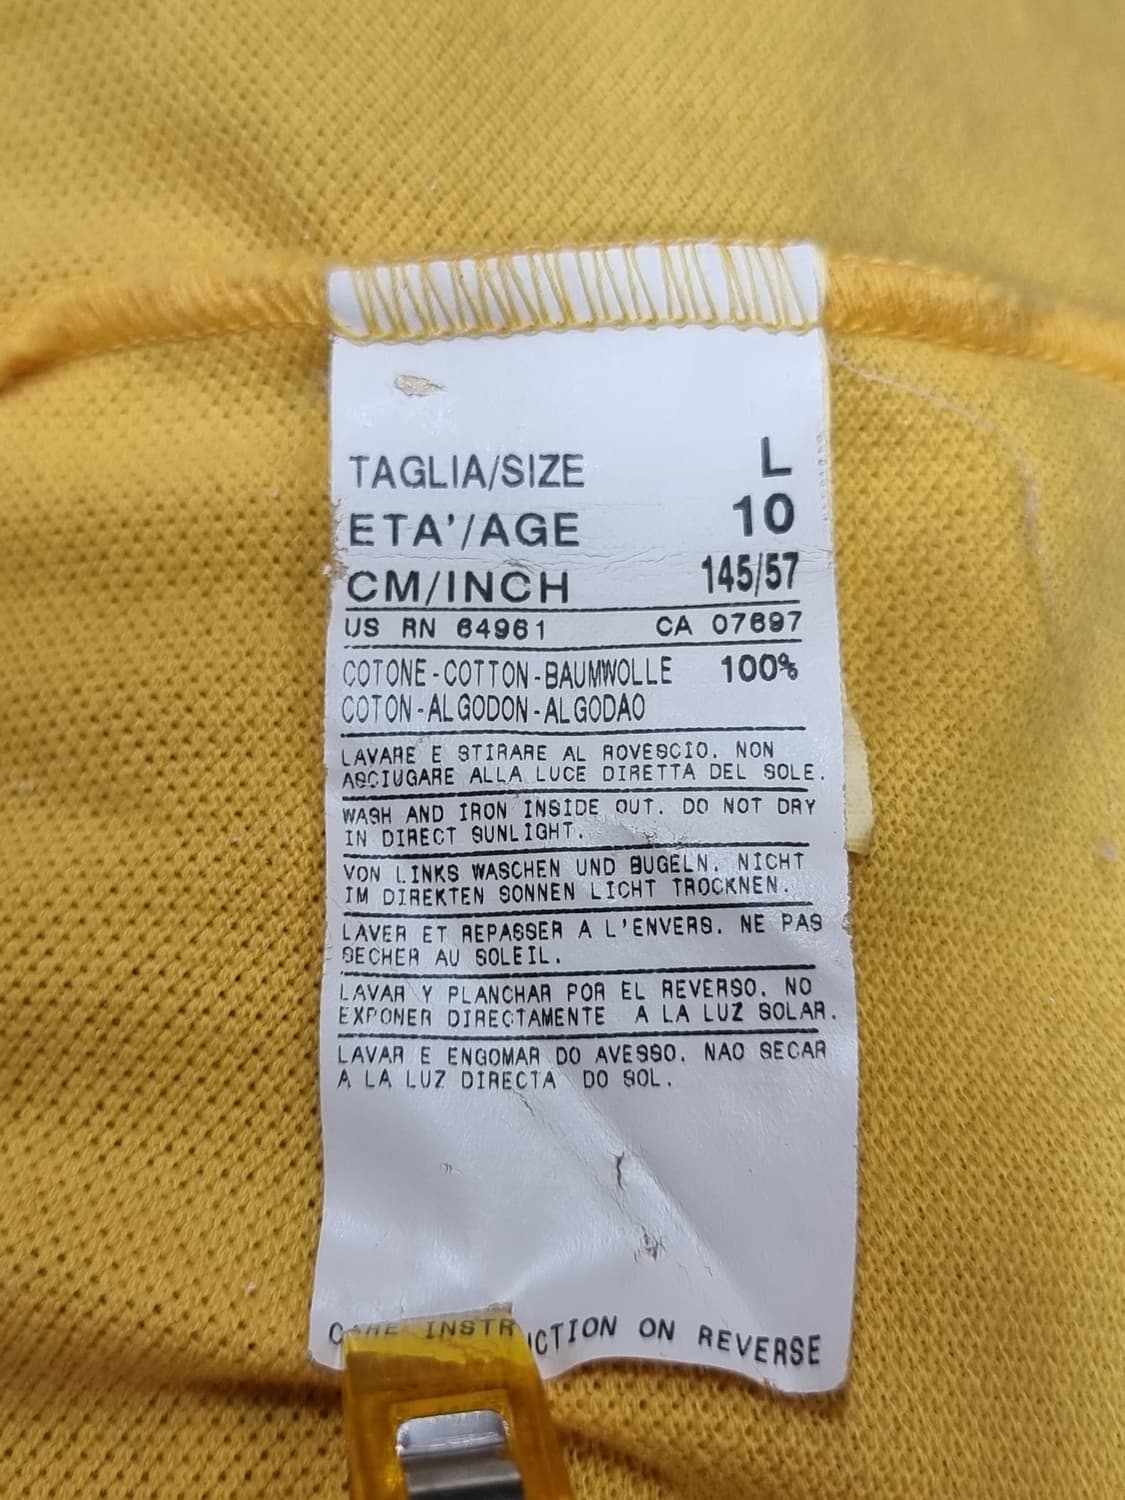 TAGLIA/SIZE L
ETA'/AGE 10
CM/INCH 145/57
US RN 64961 CA 07697
COTONE-COTTON-BAUMWOLLE 100%
COTON-ALGODON-ALGODAO
LAVARE E STIRARE AL ROVESCIO. NON
ASCIUGARE ALLA LUCE DIRETTA DEL SOLE.
WASH AND IRON INSIDE OUT. DO NOT DRY
IN DIRECT SUNLIGHT.
VON LINKS WASCHEN UND BUGELN. NICHT
IM DIREKTEN SONNEN LICHT TROCKNEN.
LAVER ET REPASSER A L'ENVERS. NE PAS
SECHER AU SOLEIL.
LAVAR Y PLANCHAR POR EL REVERSO. NO
EXPONER DIRECTAMENTE A LA LUZ SOLAR.
LAVAR E ENGOMAR DO AVESSO. NAO SECAR
A LA LUZ DIRECTA DO SOL.
CARE INSTRUCTION ON REVERSE